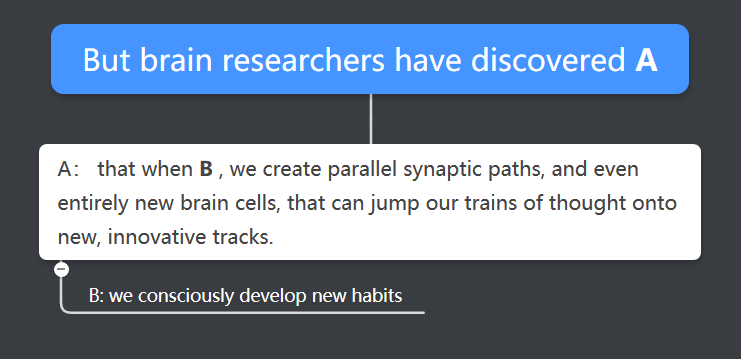 But brain researchers have discovered A
A： that when B , we create parallel synaptic paths, and even
entirely new brain cells, that can jump our trains of thought onto
new, innovative tracks.
B: we consciously develop new habits